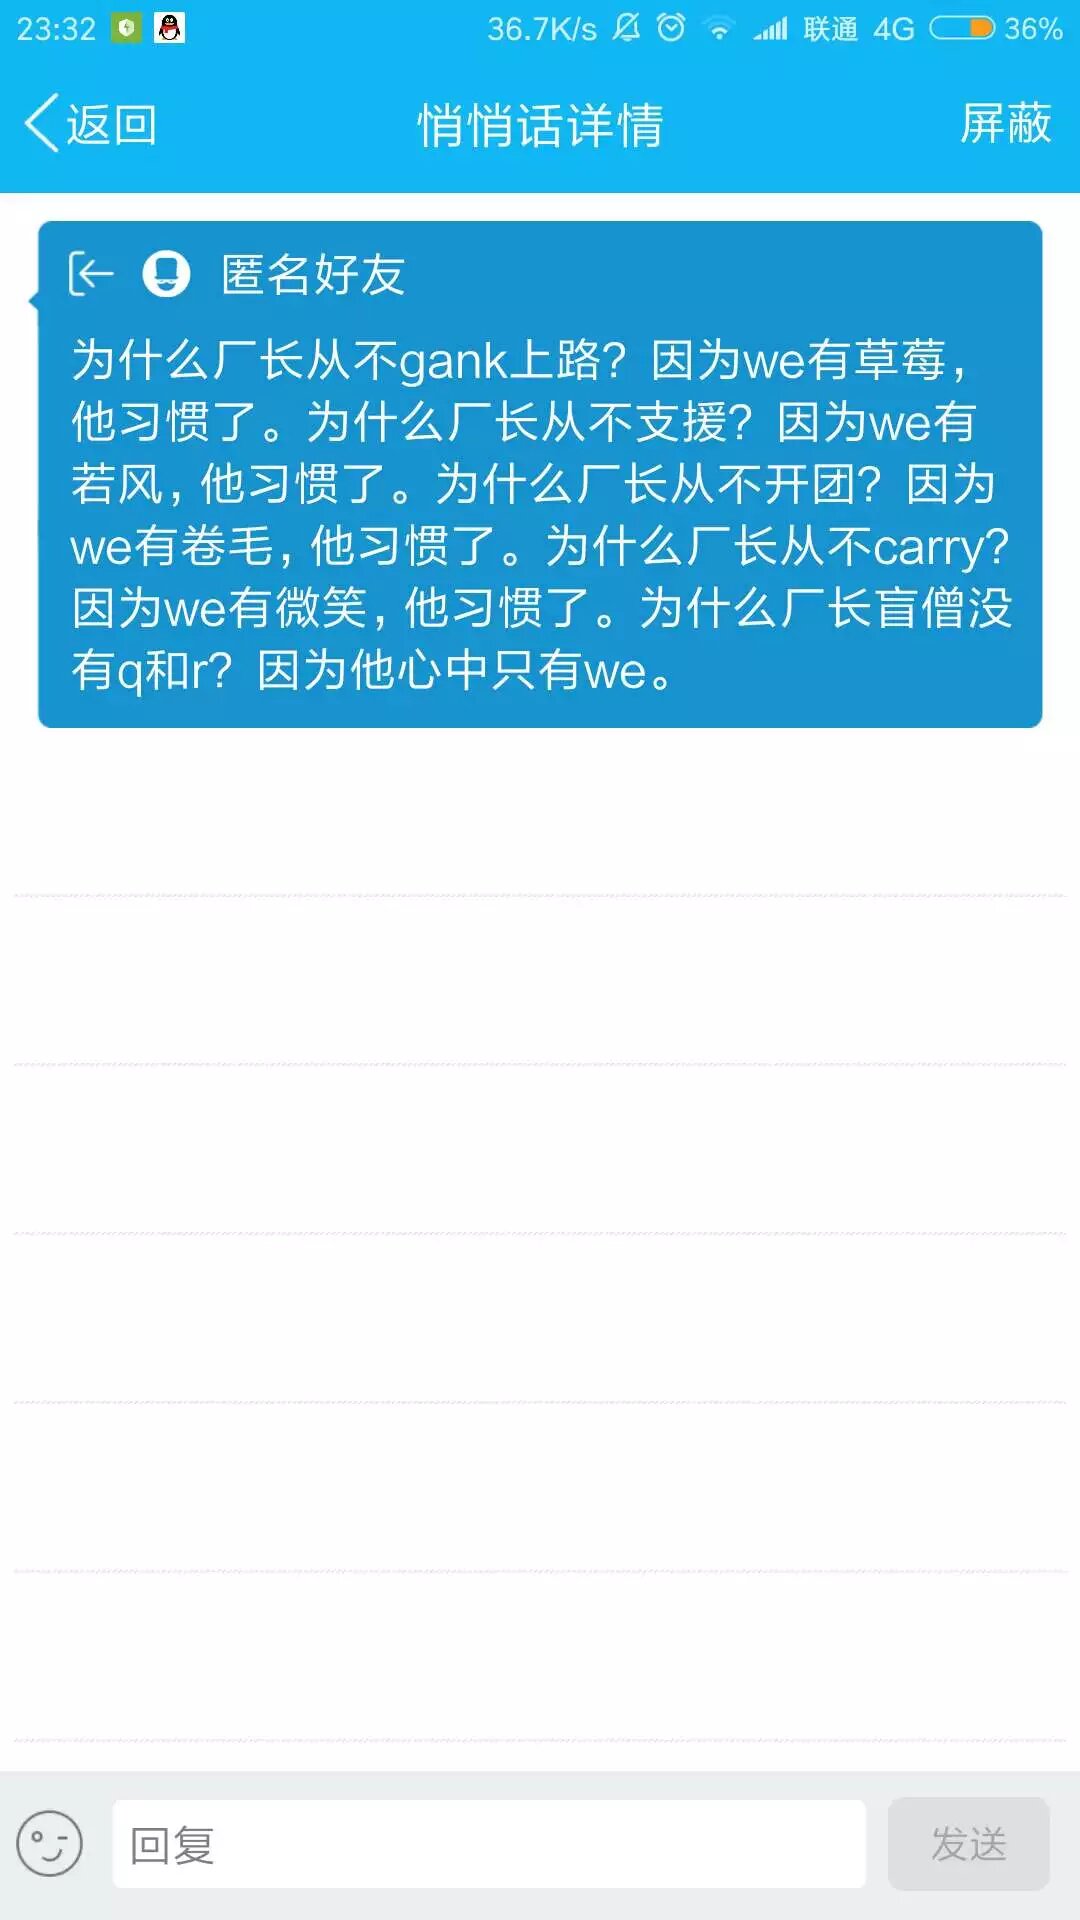 23:32 36.7K/s 联通 4G 36%
返回 悄悄话详情 屏蔽
匿名好友
为什么厂长从不gank上路？因为we有草莓，
他习惯了。为什么厂长从不支援？因为we有
若风，他习惯了。为什么厂长从不开团？因为
we有卷毛，他习惯了。为什么厂长从不carry？
因为we有微笑，他习惯了。为什么厂长盲僧没
有q和r？因为他心中只有we。
回复 发送